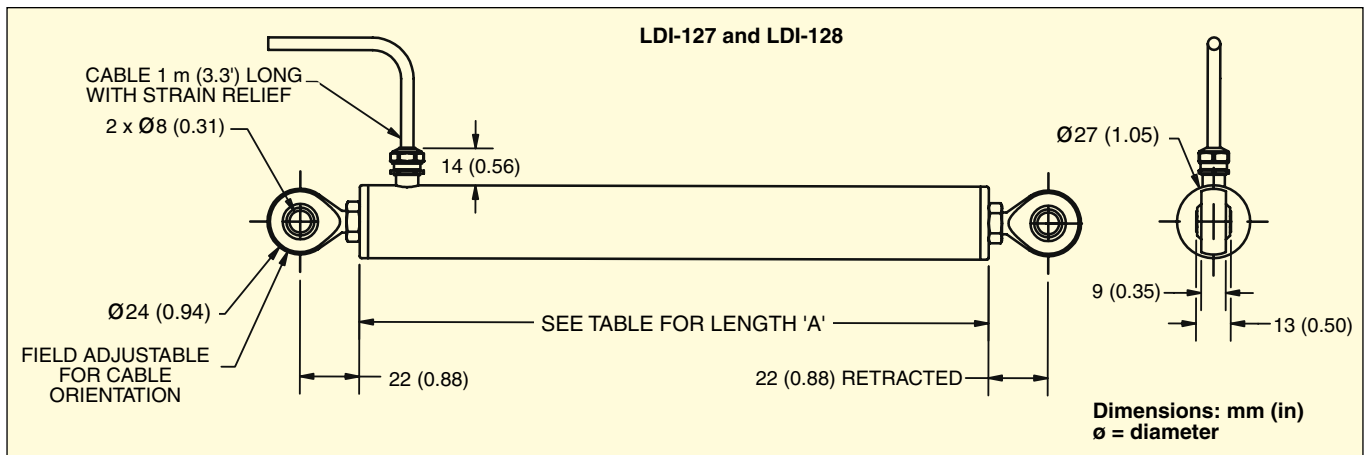 LDI-127 and LDI-128
CABLE 1 m (3.3') LONG
WITH STRAIN RELIEF
2 x Ø8 (0.31)
14 (0.56)
Ø27 (1.05)
Ø24 (0.94)
SEE TABLE FOR LENGTH 'A'
9 (0.35)
13 (0.50)
FIELD ADJUSTABLE
FOR CABLE
ORIENTATION
22 (0.88)
22 (0.88) RETRACTED
Dimensions: mm (in)
ø = diameter